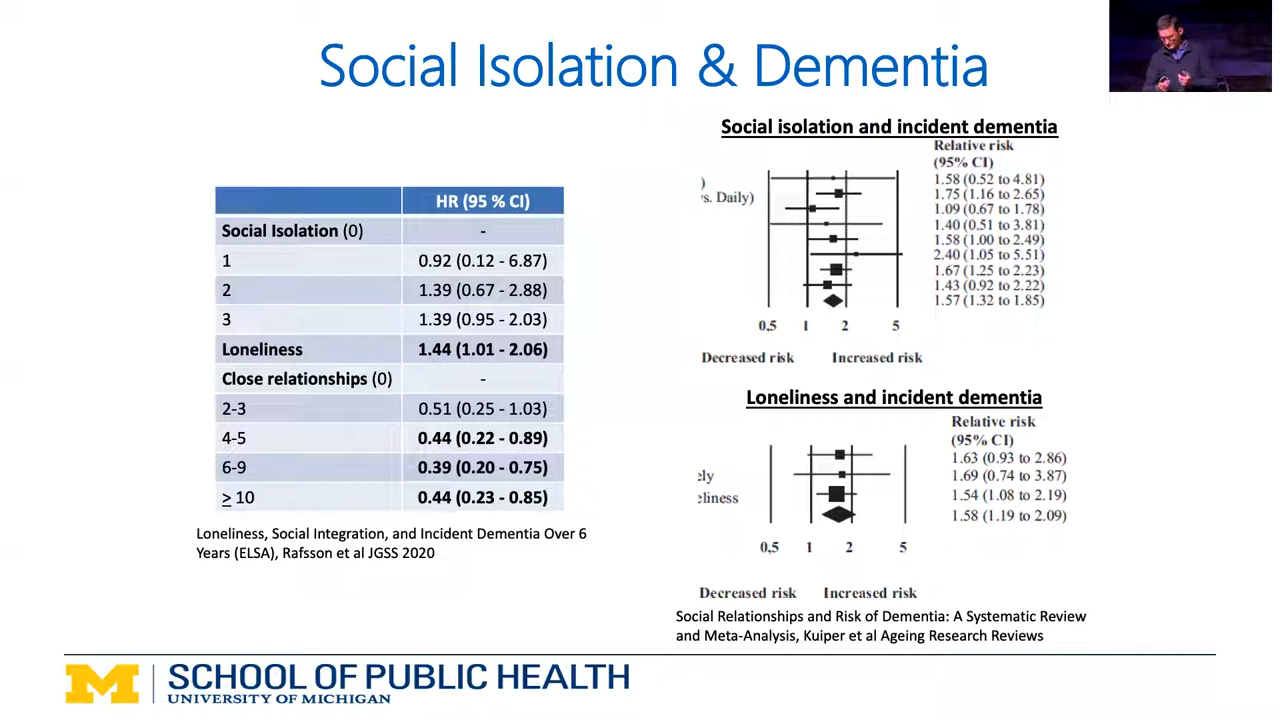 Social Isolation & Dementia
HR (95 % CI)
Social Isolation (0) -
1 0.92 (0.12 - 6.87)
2 1.39 (0.67 - 2.88)
3 1.39 (0.95 - 2.03)
Loneliness 1.44 (1.01 - 2.06)
Close relationships (0) -
2-3 0.51 (0.25 - 1.03)
4-5 0.44 (0.22 - 0.89)
6-9 0.39 (0.20 - 0.75)
≥ 10 0.44 (0.23 - 0.85)
Loneliness, Social Integration, and Incident Dementia Over 6
Years (ELSA), Rafsson et al JGSS 2020
Social isolation and incident dementia
Relative risk
(95% CI)
)
s. Daily)
1.58 (0.52 to 4.81)
1.75 (1.16 to 2.65)
1.09 (0.67 to 1.78)
1.40 (0.51 to 3.81)
1.58 (1.00 to 2.49)
2.40 (1.05 to 5.51)
1.67 (1.25 to 2.23)
1.43 (0.92 to 2.22)
1.57 (1.32 to 1.85)
0,5 1 2 5
Decreased risk Increased risk
Loneliness and incident dementia
Relative risk
(95% CI)
1.63 (0.93 to 2.86)
ely 1.69 (0.74 to 3.87)
eliness 1.54 (1.08 to 2.19)
1.58 (1.19 to 2.09)
0,5 1 2 5
Decreased risk Increased risk
Social Relationships and Risk of Dementia: A Systematic Review
and Meta-Analysis, Kuiper et al Ageing Research Reviews
M SCHOOL OF PUBLIC HEALTH
UNIVERSITY OF MICHIGAN